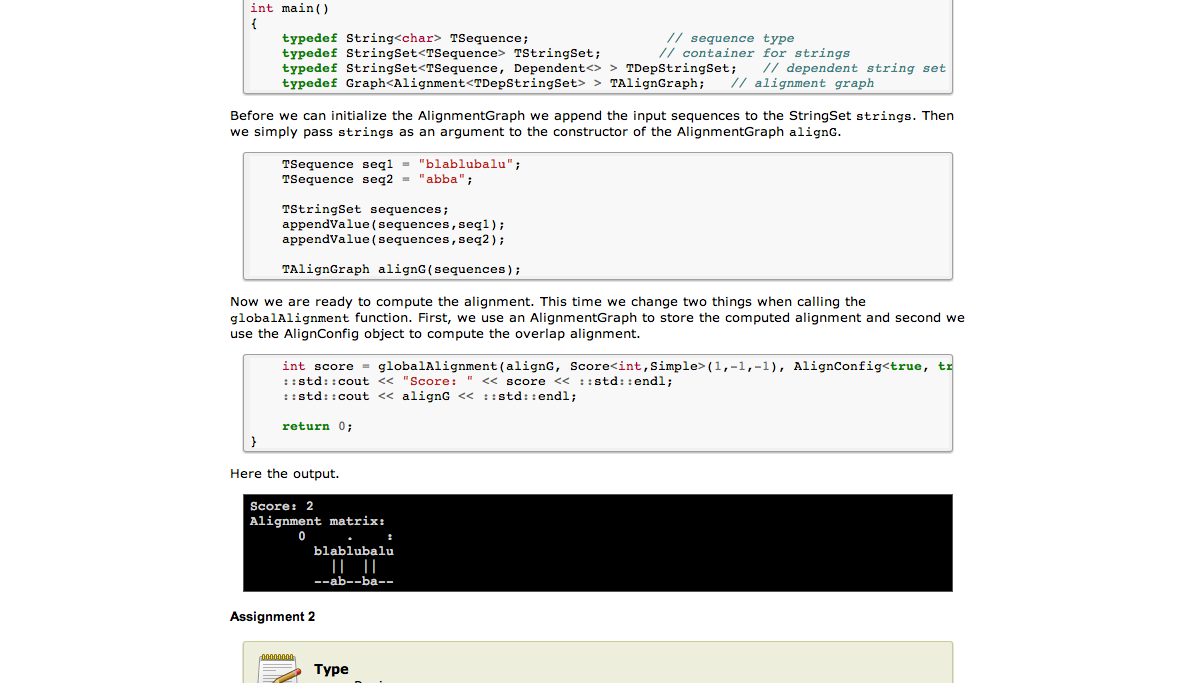 int main()
{
    typedef String<char> TSequence;                 // sequence type
    typedef StringSet<TSequence> TStringSet;       // container for strings
    typedef StringSet<TSequence, Dependent<> > TDepStringSet;   // dependent string set
    typedef Graph<Alignment<TDepStringSet> > TAlignGraph;   // alignment graph
Before we can initialize the AlignmentGraph we append the input sequences to the StringSet strings. Then
we simply pass strings as an argument to the constructor of the AlignmentGraph alignG.
    TSequence seq1 = "blablubalu";
    TSequence seq2 = "abba";
    TStringSet sequences;
    appendValue(sequences,seq1);
    appendValue(sequences,seq2);
    TAlignGraph alignG(sequences);
Now we are ready to compute the alignment. This time we change two things when calling the
globalAlignment function. First, we use an AlignmentGraph to store the computed alignment and second we
use the AlignConfig object to compute the overlap alignment.
    int score = globalAlignment(alignG, Score<int,Simple>(1,-1,-1), AlignConfig<true, tr
    ::std::cout << "Score: " << score << ::std::endl;
    ::std::cout << alignG << ::std::endl;
    return 0;
}
Here the output.
Score: 2
Alignment matrix:
      0     .    :
        blablubalu
          ||  ||
        --ab--ba--
Assignment 2
Type